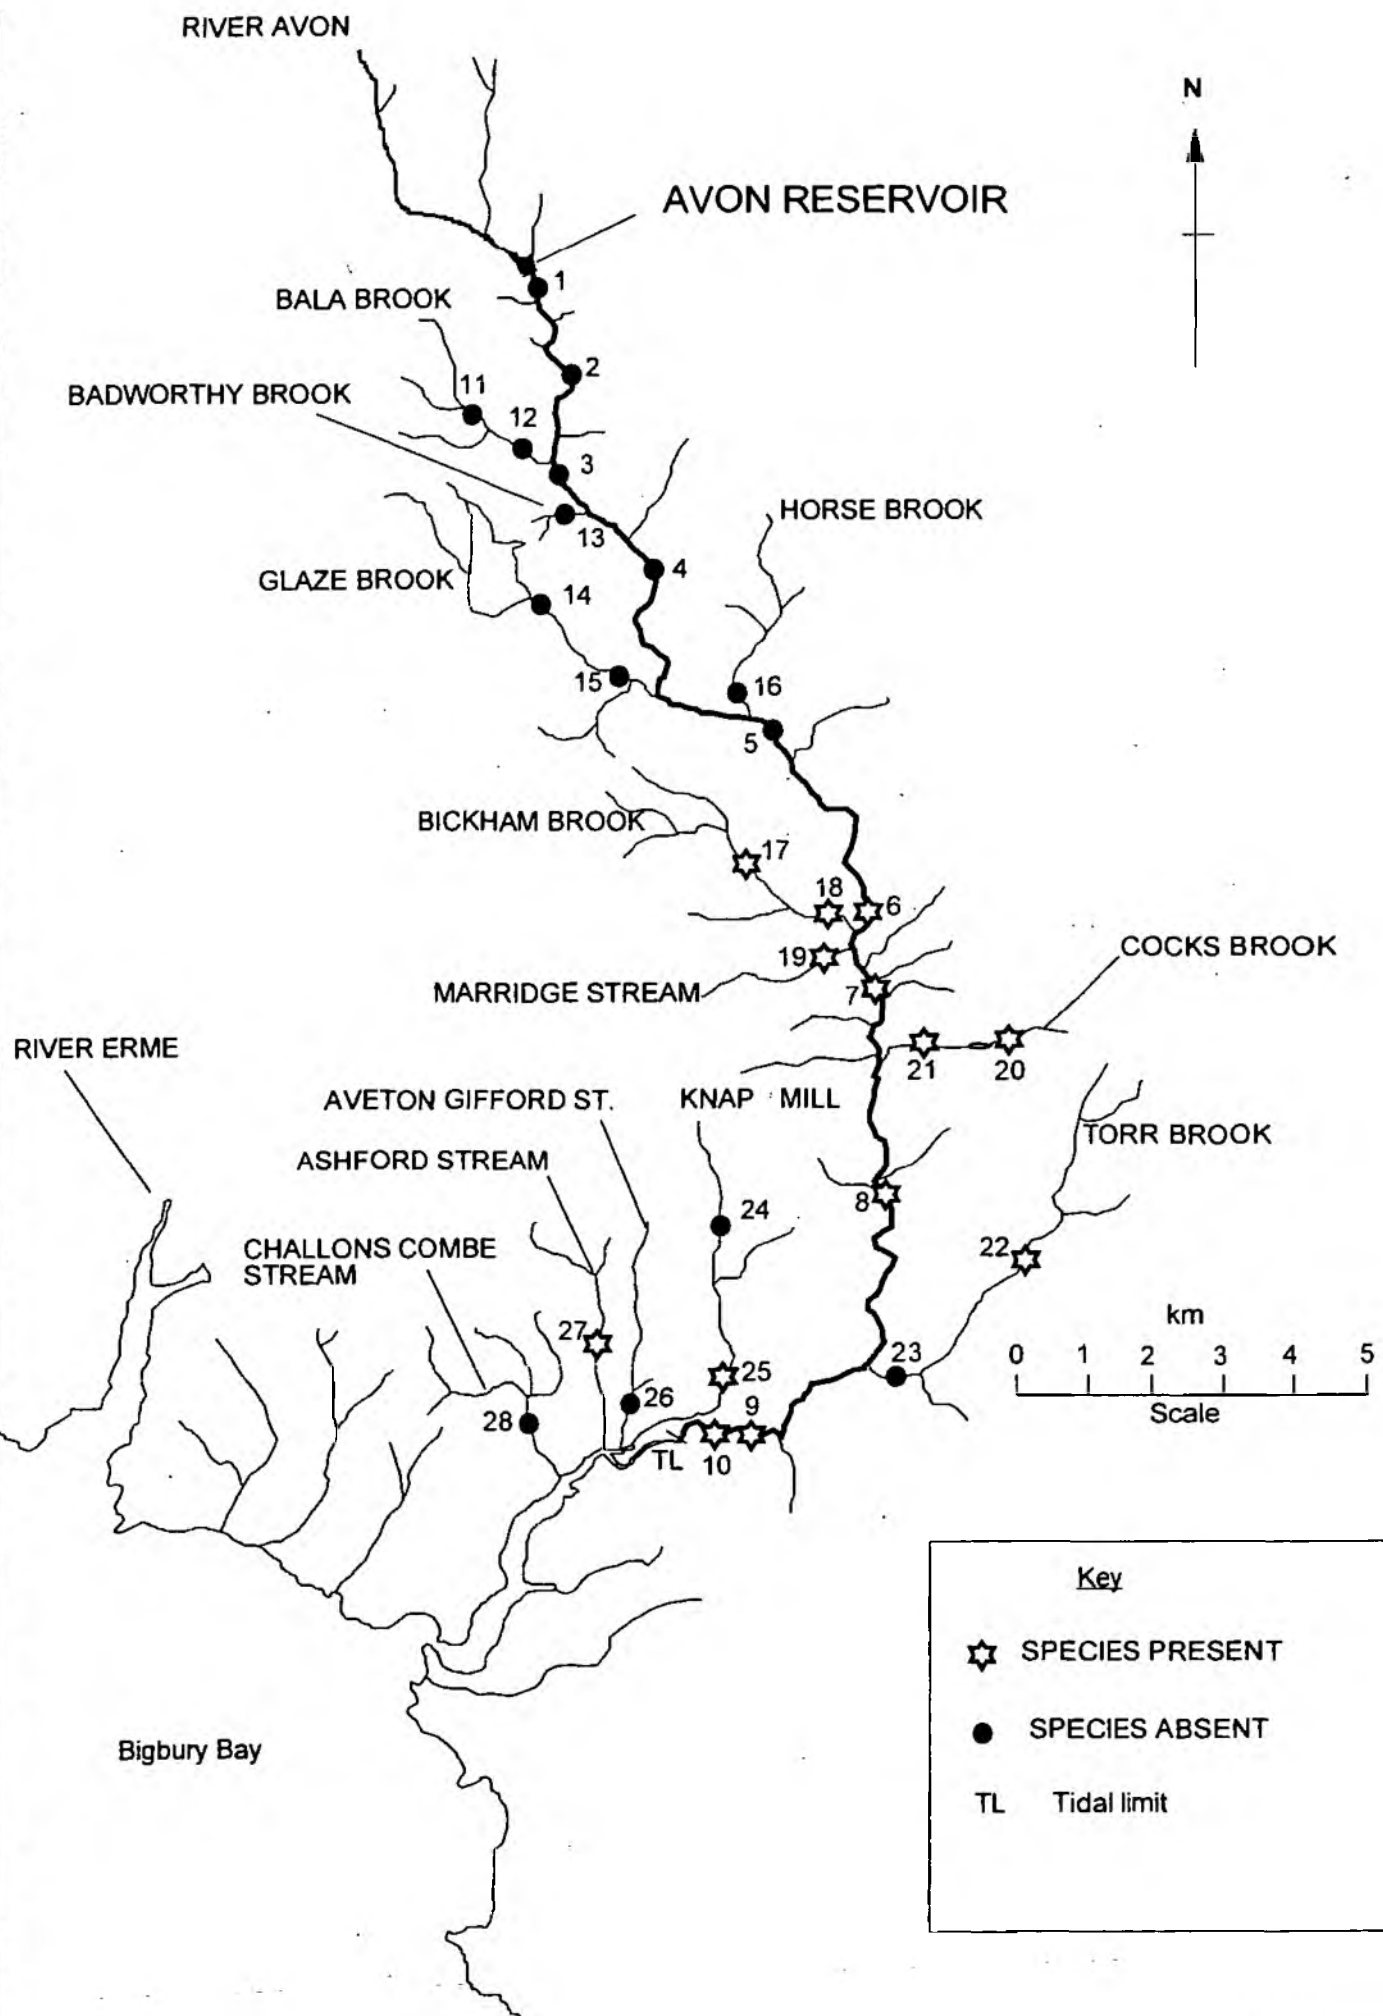 RIVER AVON
N
AVON RESERVOIR
1
BALA BROOK
2
BADWORTHY BROOK
11
12
3
HORSE BROOK
13
GLAZE BROOK
4
14
15
16
5
BICKHAM BROOK
17
18
6
19
COCKS BROOK
MARRIDGE STREAM
7
RIVER ERME
21
20
AVETON GIFFORD ST.
KNAP MILL
TORR BROOK
ASHFORD STREAM
8
24
CHALLONS COMBE
STREAM
22
km
27
23
0 1 2 3 4 5
25
26
9
Scale
28
TL
10
Key
SPECIES PRESENT
Bigbury Bay
SPECIES ABSENT
TL Tidal limit